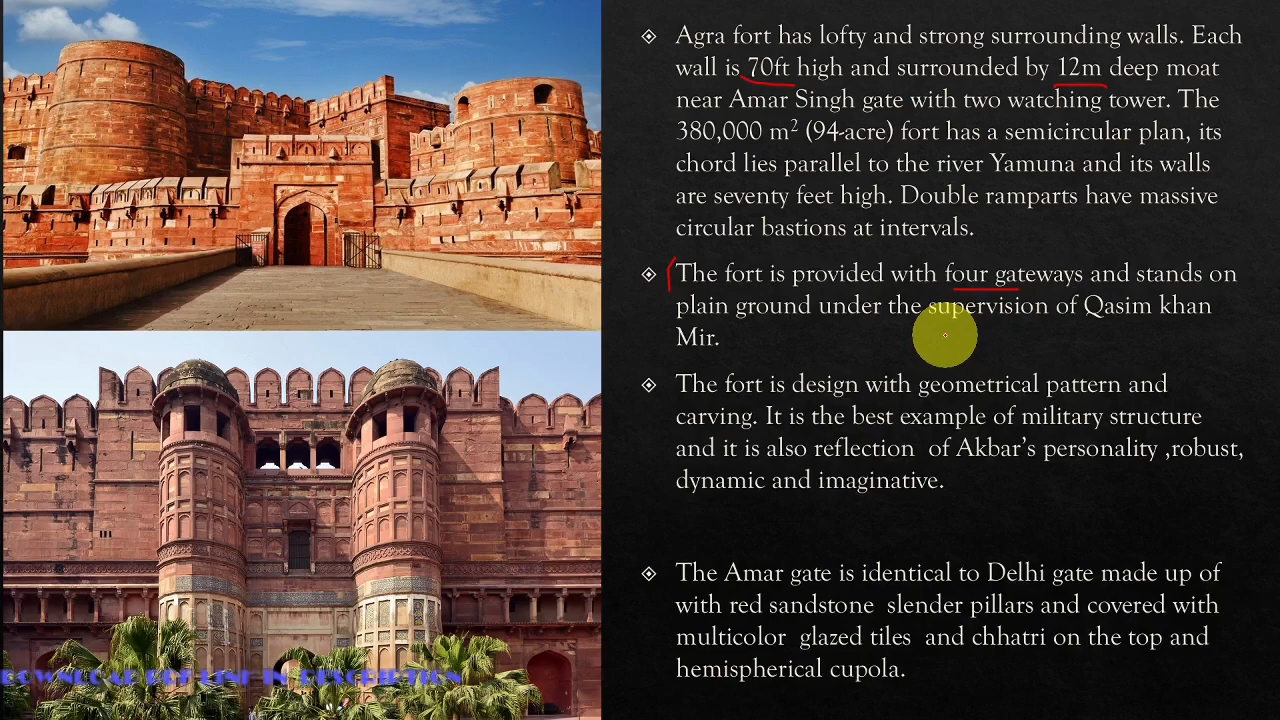 Agra fort has lofty and strong surrounding walls. Each
wall is 70ft high and surrounded by 12m deep moat
near Amar Singh gate with two watching tower. The
380,000 m² (94-acre) fort has a semicircular plan, its
chord lies parallel to the river Yamuna and its walls
are seventy feet high. Double ramparts have massive
circular bastions at intervals.
The fort is provided with four gateways and stands on
plain ground under the supervision of Qasim khan
Mir.
The fort is design with geometrical pattern and
carving. It is the best example of military structure
and it is also reflection of Akbar’s personality ,robust,
dynamic and imaginative.
The Amar gate is identical to Delhi gate made up of
with red sandstone slender pillars and covered with
multicolor glazed tiles and chhatri on the top and
hemispherical cupola.
DOWNLOAD PDF LINK IN DESCRIPTION